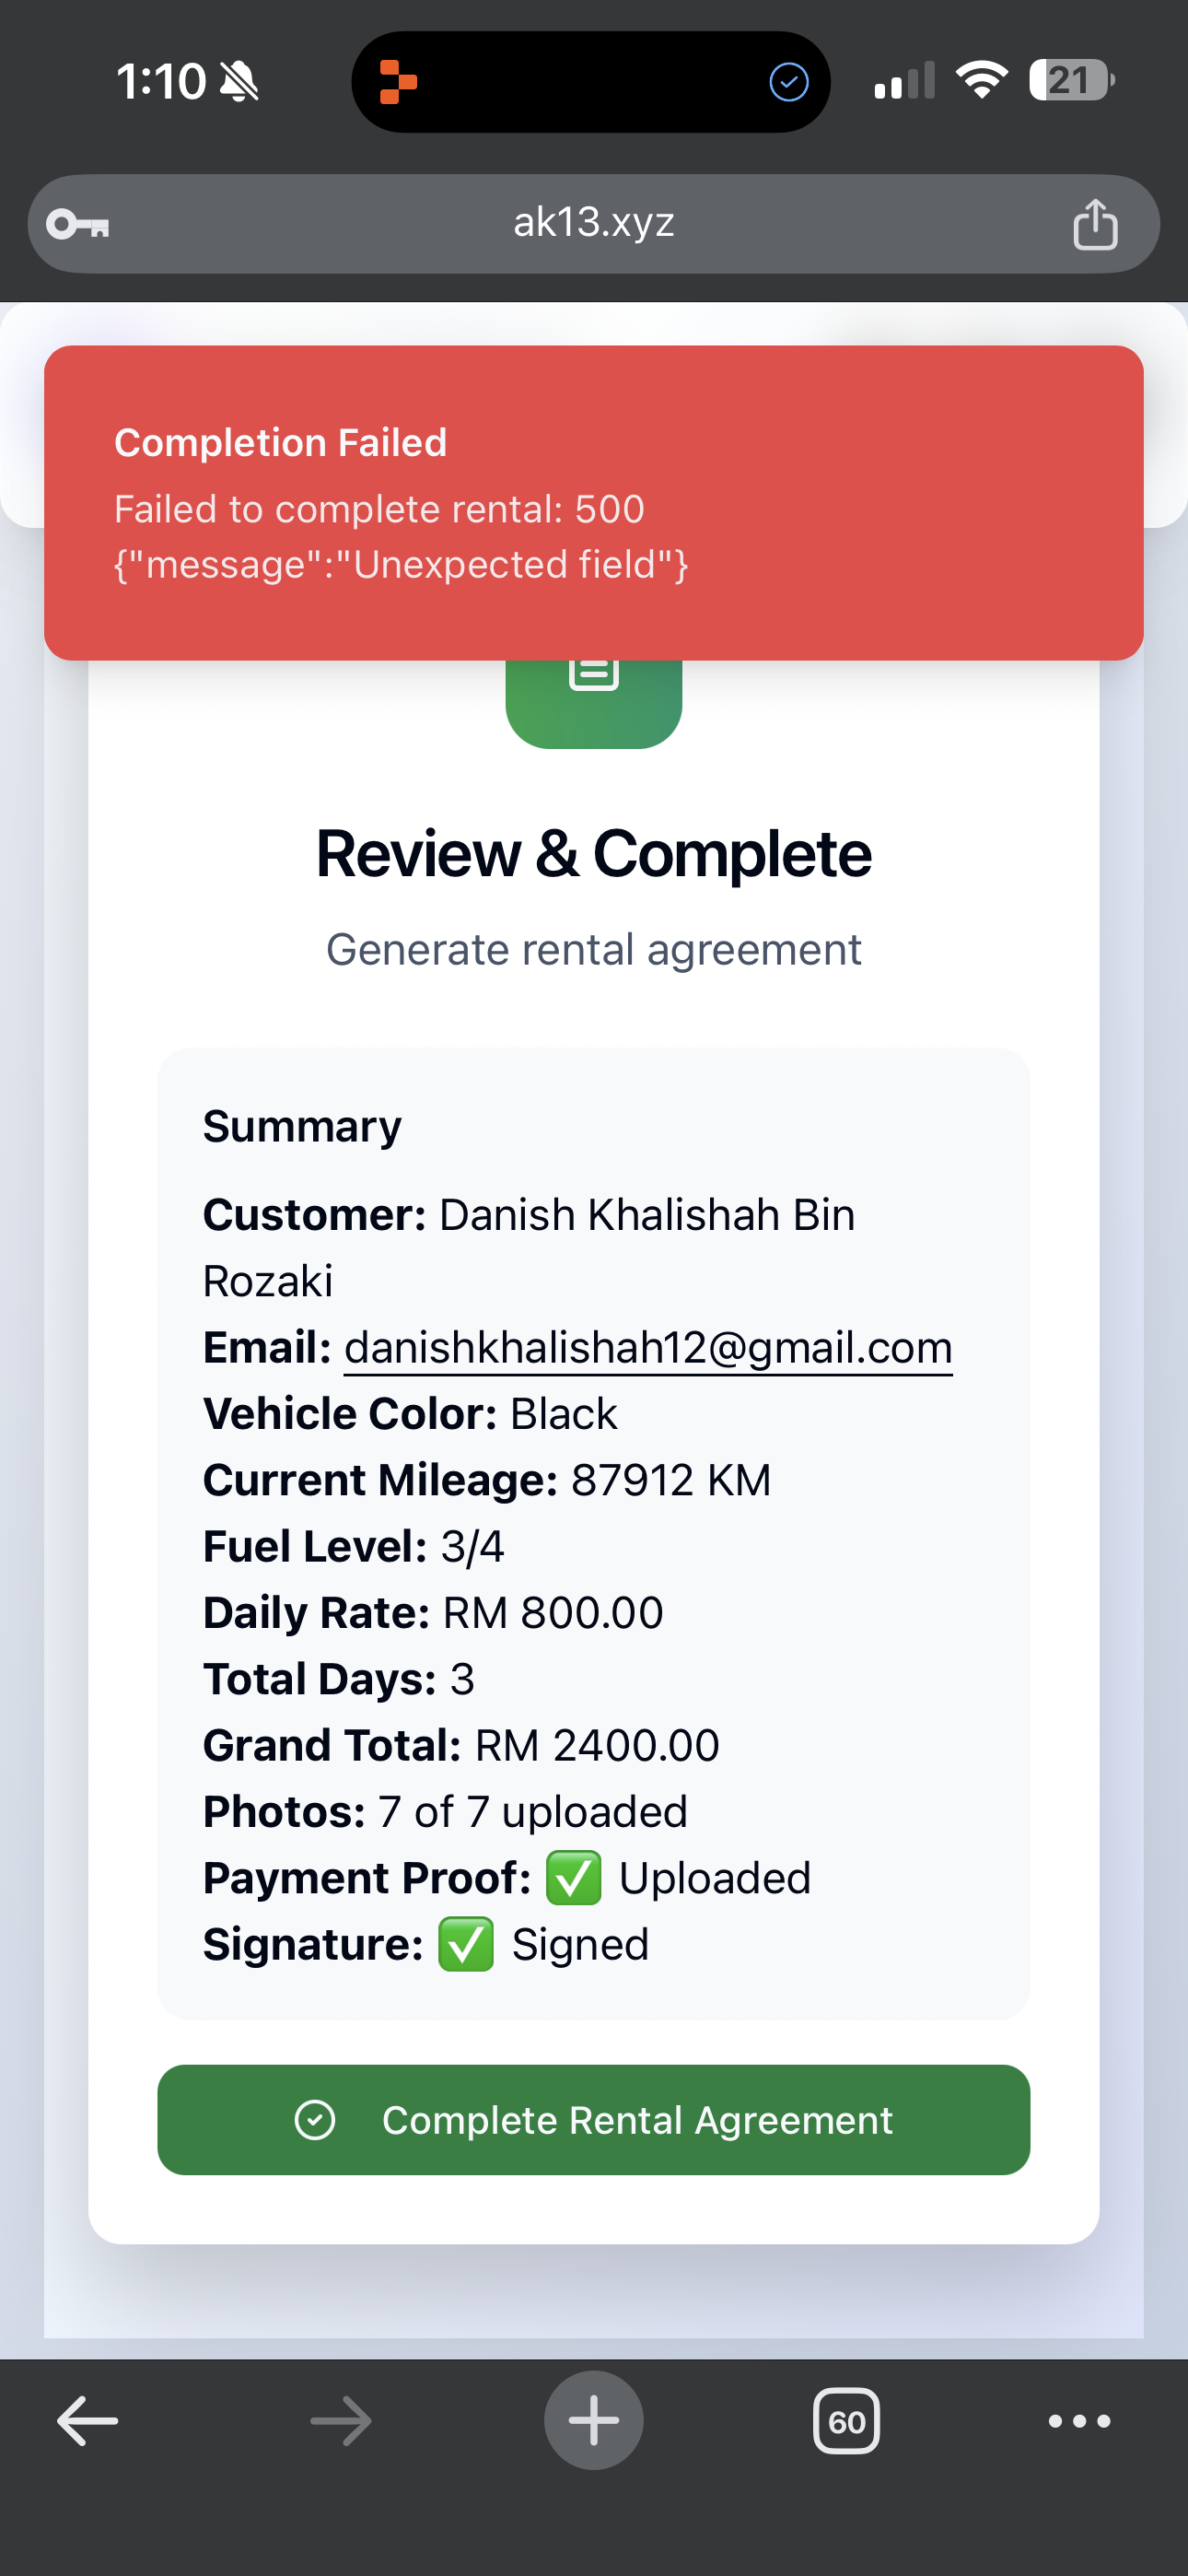 1:10
21
ak13.xyz
Completion Failed
Failed to complete rental: 500
{"message":"Unexpected field"}
Review & Complete
Generate rental agreement
Summary
Customer: Danish Khalishah Bin
Rozaki
Email: danishkhalishah12@gmail.com
Vehicle Color: Black
Current Mileage: 87912 KM
Fuel Level: 3/4
Daily Rate: RM 800.00
Total Days: 3
Grand Total: RM 2400.00
Photos: 7 of 7 uploaded
Payment Proof: ✅ Uploaded
Signature: ✅ Signed
Complete Rental Agreement
60